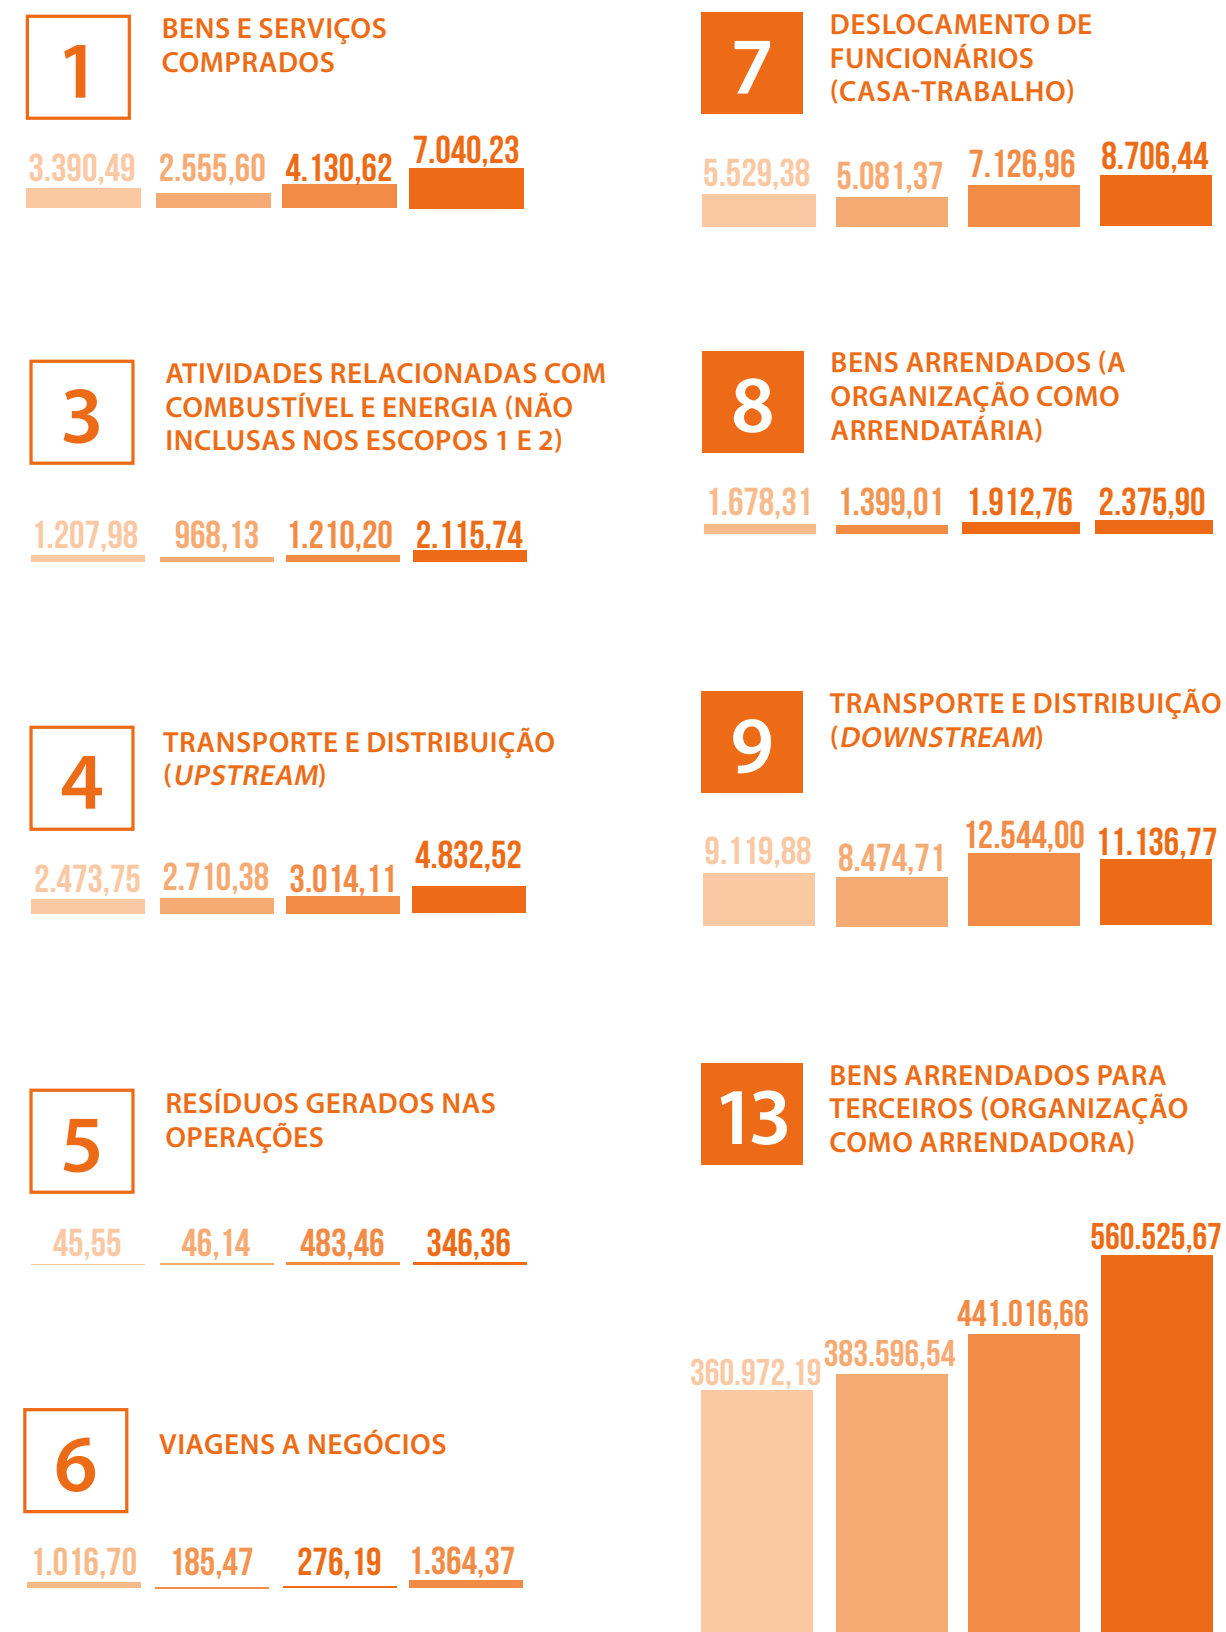 1
BENS E SERVIÇOS
COMPRADOS
3.390,49 2.555,60 4.130,62 7.040,23
3
ATIVIDADES RELACIONADAS COM
COMBUSTÍVEL E ENERGIA (NÃO
INCLUSAS NOS ESCOPOS 1 E 2)
1.207,98 968,13 1.210,20 2.115,74
4
TRANSPORTE E DISTRIBUIÇÃO
(UPSTREAM)
2.473,75 2.710,38 3.014,11 4.832,52
5
RESÍDUOS GERADOS NAS
OPERAÇÕES
45,55 46,14 483,46 346,36
6
VIAGENS A NEGÓCIOS
1.016,70 185,47 276,19 1.364,37
7
DESLOCAMENTO DE
FUNCIONÁRIOS
(CASA-TRABALHO)
5.529,38 5.081,37 7.126,96 8.706,44
8
BENS ARRENDADOS (A
ORGANIZAÇÃO COMO
ARRENDATÁRIA)
1.678,31 1.399,01 1.912,76 2.375,90
9
TRANSPORTE E DISTRIBUIÇÃO
(DOWNSTREAM)
9.119,88 8.474,71 12.544,00 11.136,77
13
BENS ARRENDADOS PARA
TERCEIROS (ORGANIZAÇÃO
COMO ARRENDADORA)
360.972,19 383.596,54 441.016,66 560.525,67